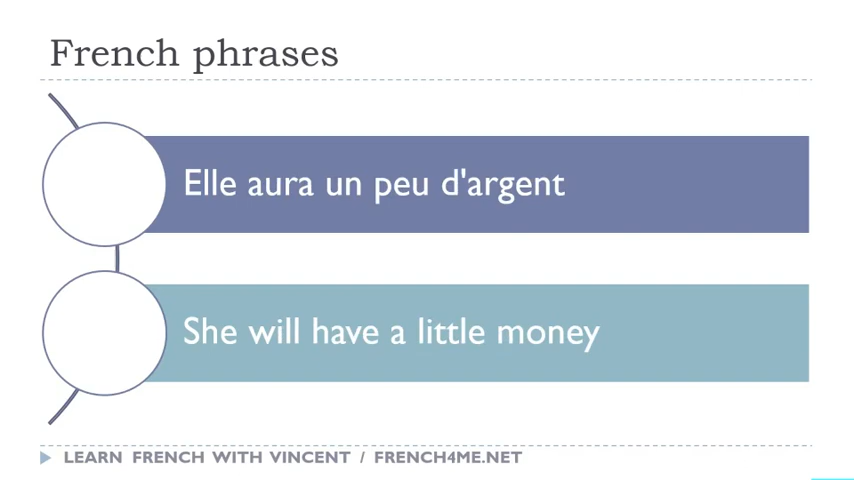 French phrases
Elle aura un peu d'argent
She will have a little money
LEARN FRENCH WITH VINCENT / FRENCH4ME.NET